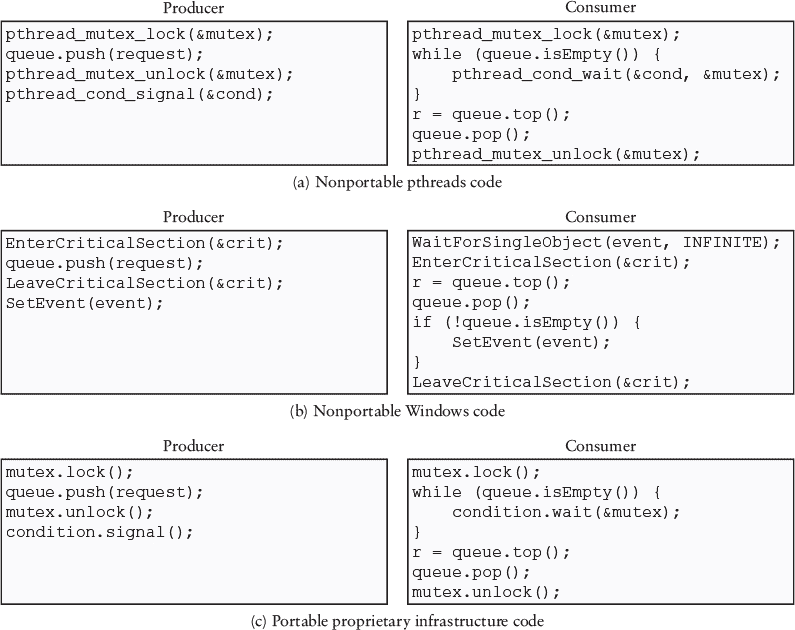 Producer
pthread_mutex_lock(&mutex);
queue.push(request);
pthread_mutex_unlock(&mutex);
pthread_cond_signal(&cond);
Consumer
pthread_mutex_lock(&mutex);
while (queue.isEmpty()) {
    pthread_cond_wait(&cond, &mutex);
}
r = queue.top();
queue.pop();
pthread_mutex_unlock(&mutex);
(a) Nonportable pthreads code
Producer
EnterCriticalSection(&crit);
queue.push(request);
LeaveCriticalSection(&crit);
SetEvent(event);
Consumer
WaitForSingleObject(event, INFINITE);
EnterCriticalSection(&crit);
r = queue.top();
queue.pop();
if (!queue.isEmpty()) {
    SetEvent(event);
}
LeaveCriticalSection(&crit);
(b) Nonportable Windows code
Producer
mutex.lock();
queue.push(request);
mutex.unlock();
condition.signal();
Consumer
mutex.lock();
while (queue.isEmpty()) {
    condition.wait(&mutex);
}
r = queue.top();
queue.pop();
mutex.unlock();
(c) Portable proprietary infrastructure code